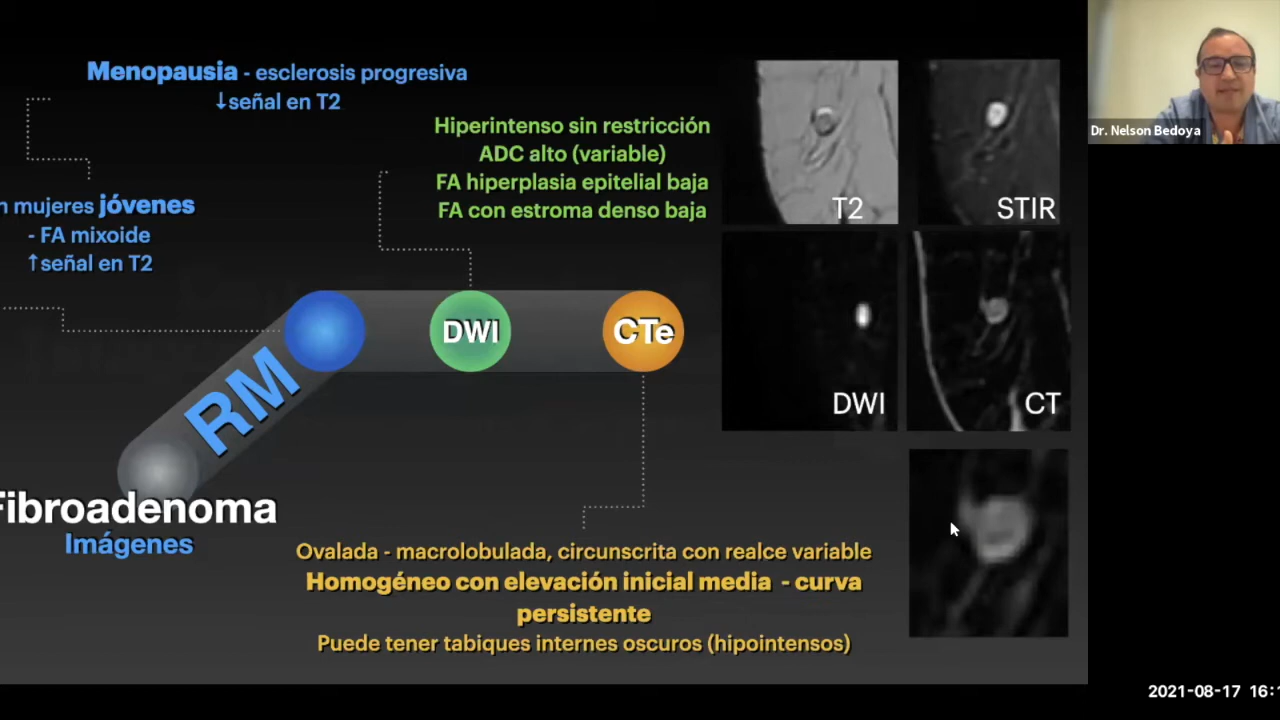 Menopausia - esclerosis progresiva
↓señal en T2
Hiperintenso sin restricción
ADC alto (variable)
FA hiperplasia epitelial baja
FA con estroma denso baja
n mujeres jóvenes
- FA mixoide
↑señal en T2
DWI
CTe
RM
Fibroadenoma
Imágenes
Ovalada - macrolobulada, circunscrita con realce variable
Homogéneo con elevación inicial media - curva
persistente
Puede tener tabiques internos oscuros (hipointensos)
T2
STIR
DWI
CT
Dr. Nelson Bedoya
2021-08-17 16:1